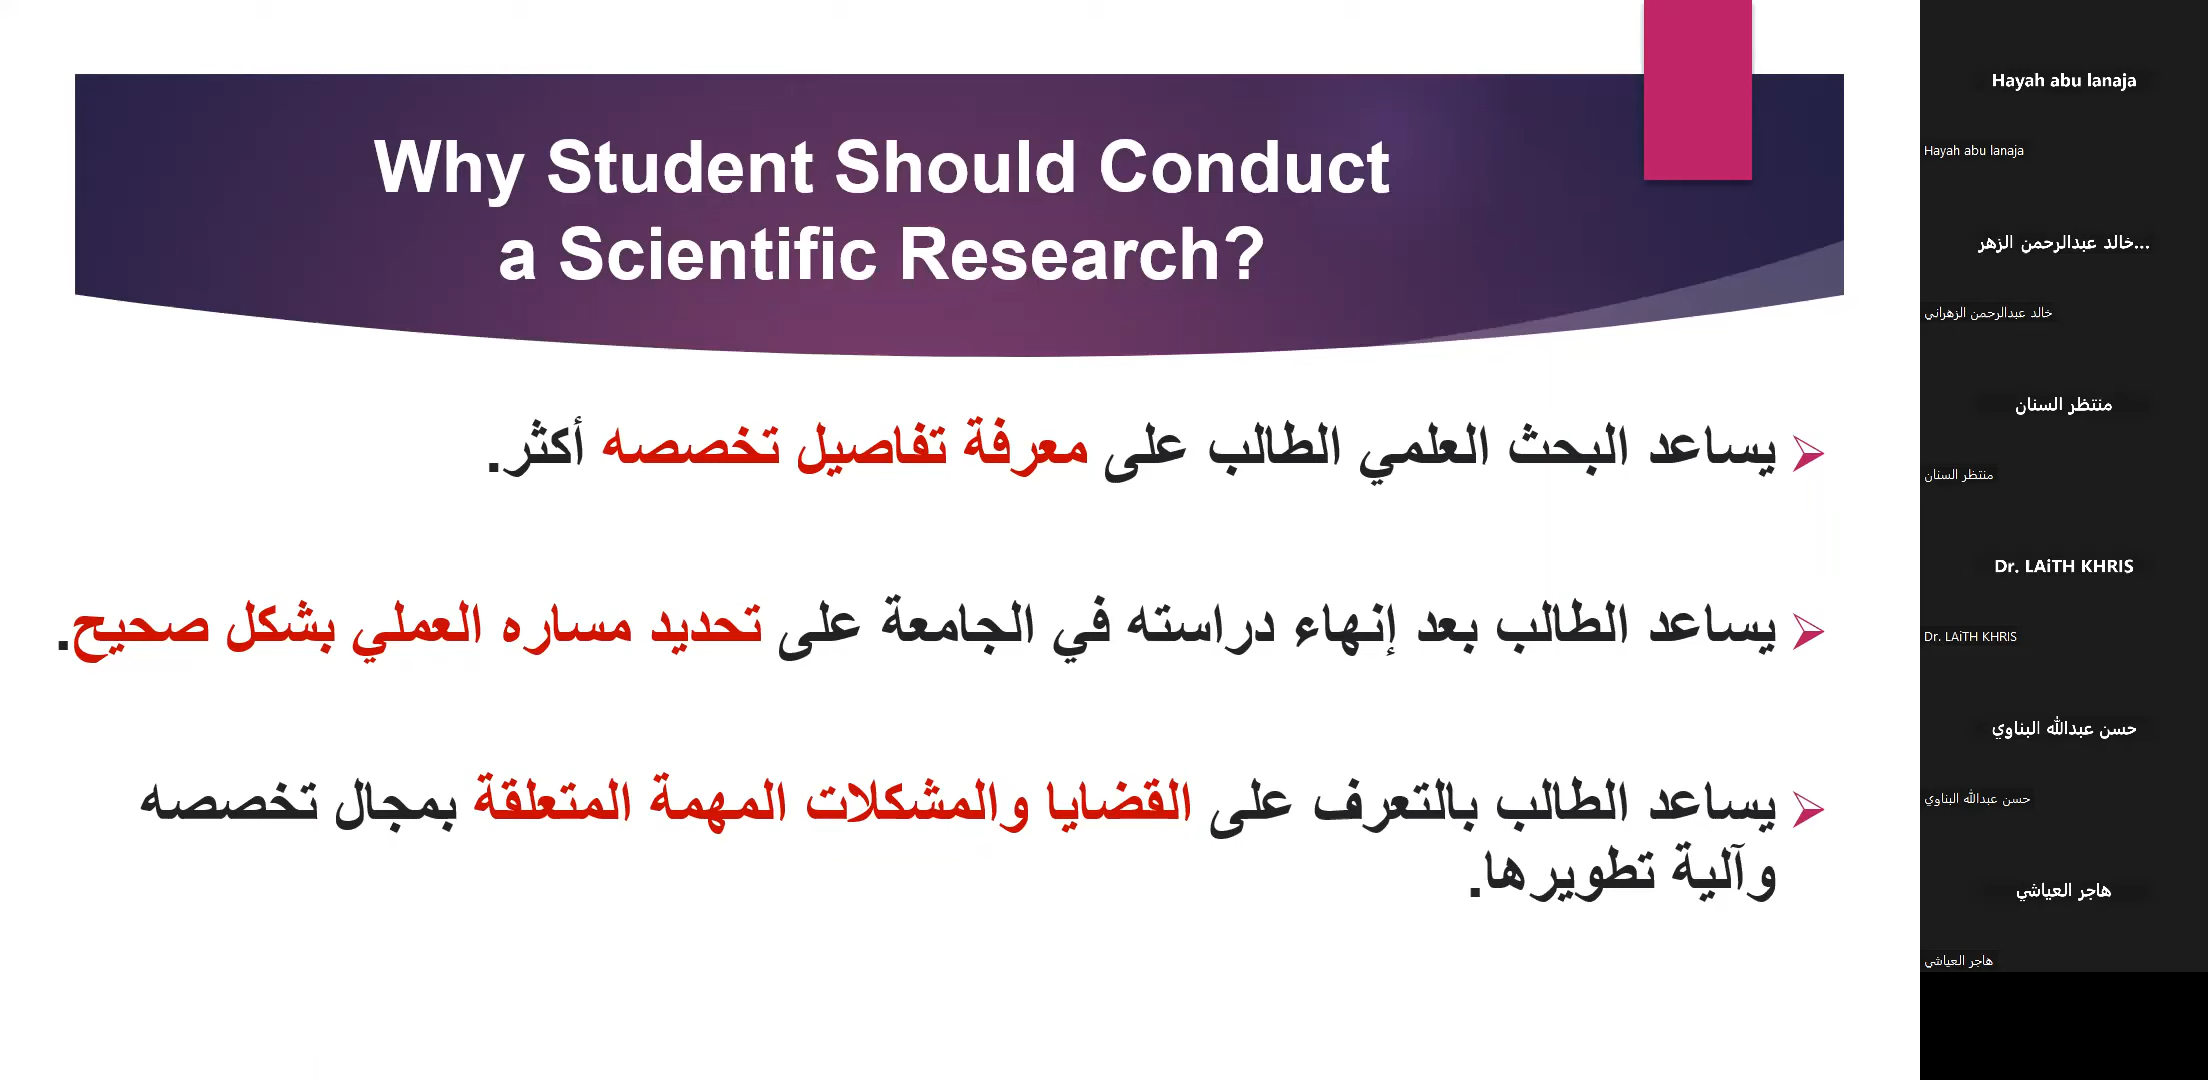 Why Student Should Conduct
a Scientific Research?
يساعد البحث العلمي الطالب على معرفة تفاصيل تخصصه أكثر.
يساعد الطالب بعد إنهاء دراسته في الجامعة على تحديد مساره العملي بشكل صحيح.
يساعد الطالب بالتعرف على القضايا والمشكلات المهمة المتعلقة بمجال تخصصه
وآلية تطويرها.
Hayah abu lanaja
Hayah abu lanaja
خالد عبدالرحمن الزهر...
خالد عبدالرحمن الزهراني
منتظر السنان
منتظر السنان
Dr. LAiTH KHRIS
Dr. LAiTH KHRIS
حسن عبدالله البناوي
حسن عبدالله البناوي
هاجر العياشي
هاجر العياشي